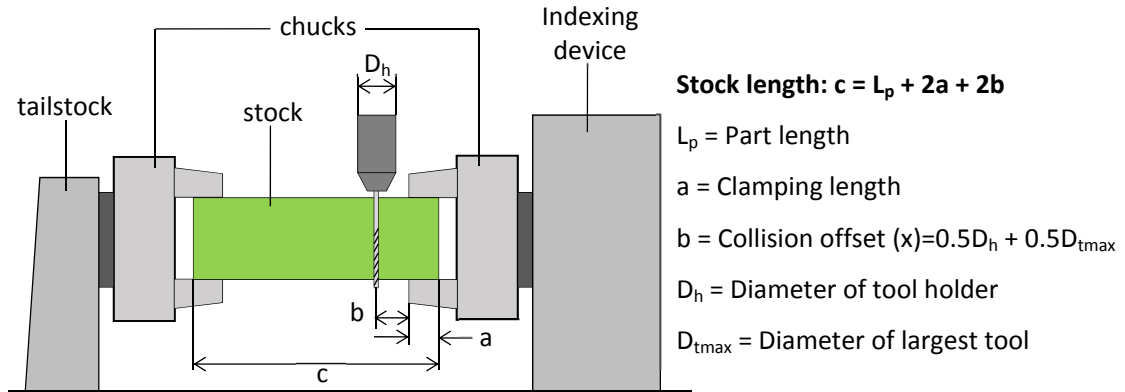 chucks
Indexing
device
D_h
tailstock
stock
Stock length: c = L_p + 2a + 2b
L_p = Part length
a = Clamping length
b = Collision offset (x)=0.5D_h + 0.5D_tmax
D_h = Diameter of tool holder
D_tmax = Diameter of largest tool
b
a
c